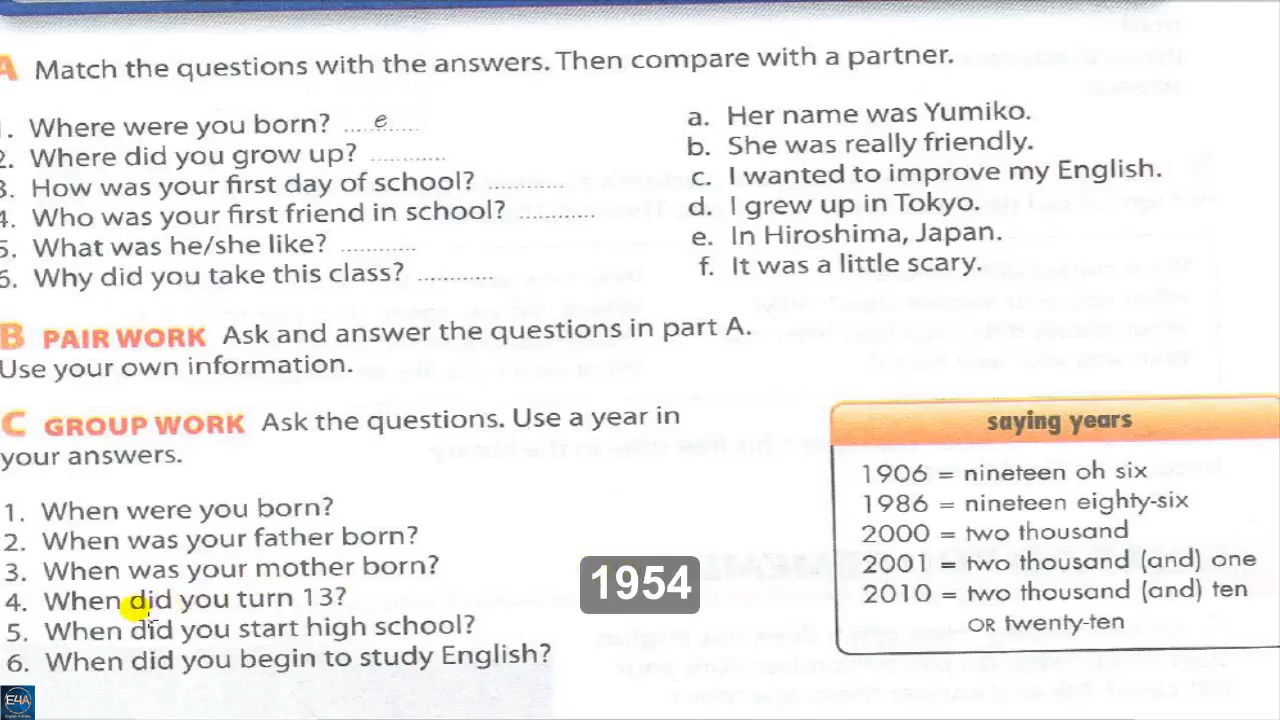 A Match the questions with the answers. Then compare with a partner.
1. Where were you born? e
2. Where did you grow up? ..............
3. How was your first day of school? ..............
4. Who was your first friend in school? ..............
5. What was he/she like? ..............
6. Why did you take this class? ..............
a. Her name was Yumiko.
b. She was really friendly.
c. I wanted to improve my English.
d. I grew up in Tokyo.
e. In Hiroshima, Japan.
f. It was a little scary.
B PAIR WORK Ask and answer the questions in part A.
Use your own information.
C GROUP WORK Ask the questions. Use a year in
your answers.
1. When were you born?
2. When was your father born?
3. When was your mother born?
4. When did you turn 13?
5. When did you start high school?
6. When did you begin to study English?
1954
saying years
1906 = nineteen oh six
1986 = nineteen eighty-six
2000 = two thousand
2001 = two thousand (and) one
2010 = two thousand (and) ten
OR twenty-ten
E4A